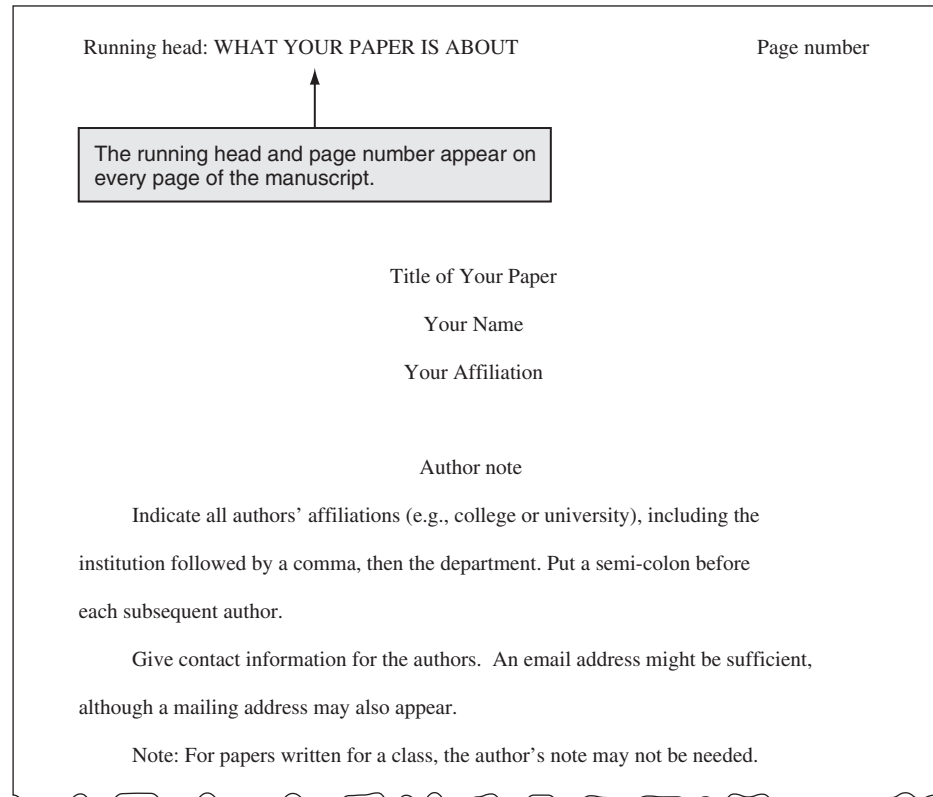 Running head: WHAT YOUR PAPER IS ABOUT Page number
The running head and page number appear on
every page of the manuscript.
Title of Your Paper
Your Name
Your Affiliation
Author note
Indicate all authors’ affiliations (e.g., college or university), including the
institution followed by a comma, then the department. Put a semi-colon before
each subsequent author.
Give contact information for the authors.  An email address might be sufficient,
although a mailing address may also appear.
Note: For papers written for a class, the author’s note may not be needed.